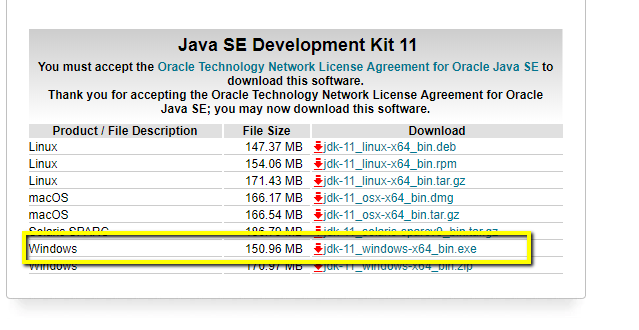 Java SE Development Kit 11
You must accept the Oracle Technology Network License Agreement for Oracle Java SE to
download this software.
Thank you for accepting the Oracle Technology Network License Agreement for Oracle
Java SE; you may now download this software.
Product / File Description File Size Download
Linux 147.37 MB jdk-11_linux-x64_bin.deb
Linux 154.06 MB jdk-11_linux-x64_bin.rpm
Linux 171.43 MB jdk-11_linux-x64_bin.tar.gz
macOS 166.17 MB jdk-11_osx-x64_bin.dmg
macOS 166.54 MB jdk-11_osx-x64_bin.tar.gz
Solaris SPARC 186.79 MB jdk-11_solaris-sparcv9_bin.tar.gz
Windows 150.96 MB jdk-11_windows-x64_bin.exe
Windows 170.97 MB jdk-11_windows-x64_bin.zip